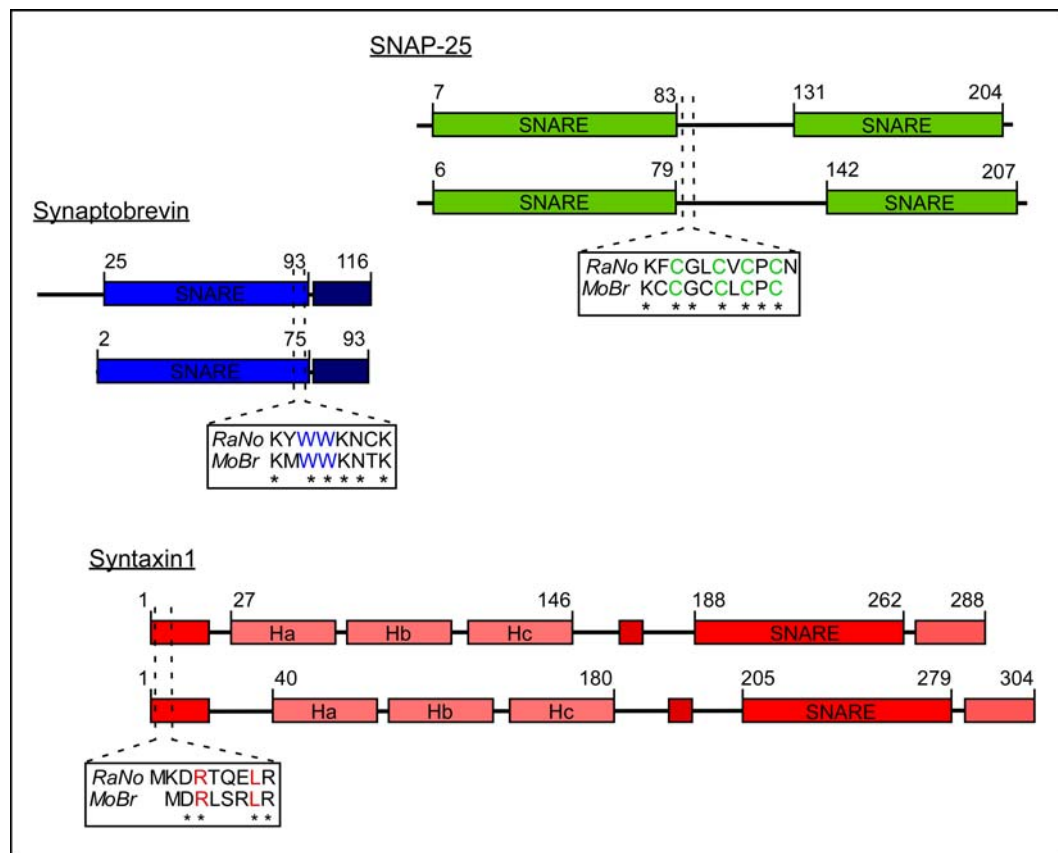 SNAP-25
7 83 131 204
SNARE SNARE
6 79 142 207
SNARE SNARE
RaNo KFCGLCVCPCN
MoBr KCCGCCLCPC
* * * * * * *
Synaptobrevin
25 93 116
SNARE
2 75 93
SNARE
RaNo KYWWKNCK
MoBr KMWWKNTK
* * * * * *
Syntaxin1
1 27 146 188 262 288
Ha Hb Hc SNARE
1 40 180 205 279 304
Ha Hb Hc SNARE
RaNo MKDRTQELR
MoBr MDRLSRLR
* * * *